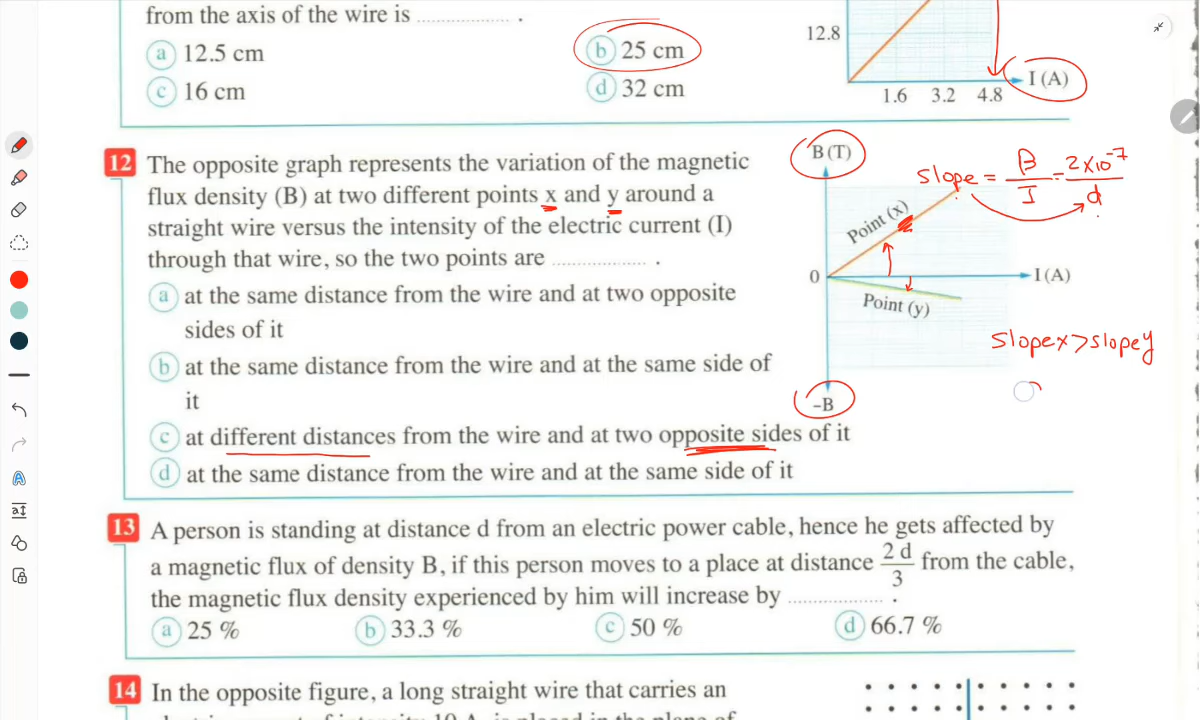 from the axis of the wire is ................ .
a 12.5 cm
b 25 cm
c 16 cm
d 32 cm
12.8
I (A)
1.6 3.2 4.8
12 The opposite graph represents the variation of the magnetic
flux density (B) at two different points x and y around a
straight wire versus the intensity of the electric current (I)
through that wire, so the two points are ................ .
a at the same distance from the wire and at two opposite
sides of it
b at the same distance from the wire and at the same side of
it
c at different distances from the wire and at two opposite sides of it
d at the same distance from the wire and at the same side of it
B (T)
slope = B/I = 2×10⁻⁷/d
Point (x)
0
I (A)
Point (y)
slopex>slopey
-B
13 A person is standing at distance d from an electric power cable, hence he gets affected by
a magnetic flux of density B, if this person moves to a place at distance 2 d/3 from the cable,
the magnetic flux density experienced by him will increase by ................ .
a 25 % b 33.3 % c 50 % d 66.7 %
14 In the opposite figure, a long straight wire that carries an